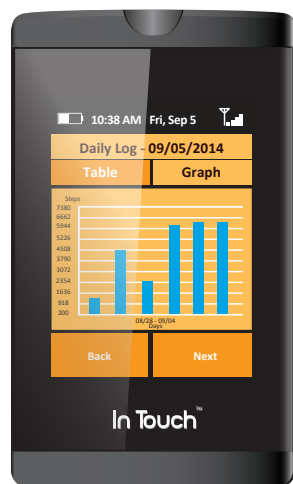 10:38 AM Fri, Sep 5
Daily Log - 09/05/2014
Table Graph
Steps
7380
6662
5944
5226
4508
3790
3072
2354
1636
918
200
08/28 - 09/04
Days
Back Next
In Touch™